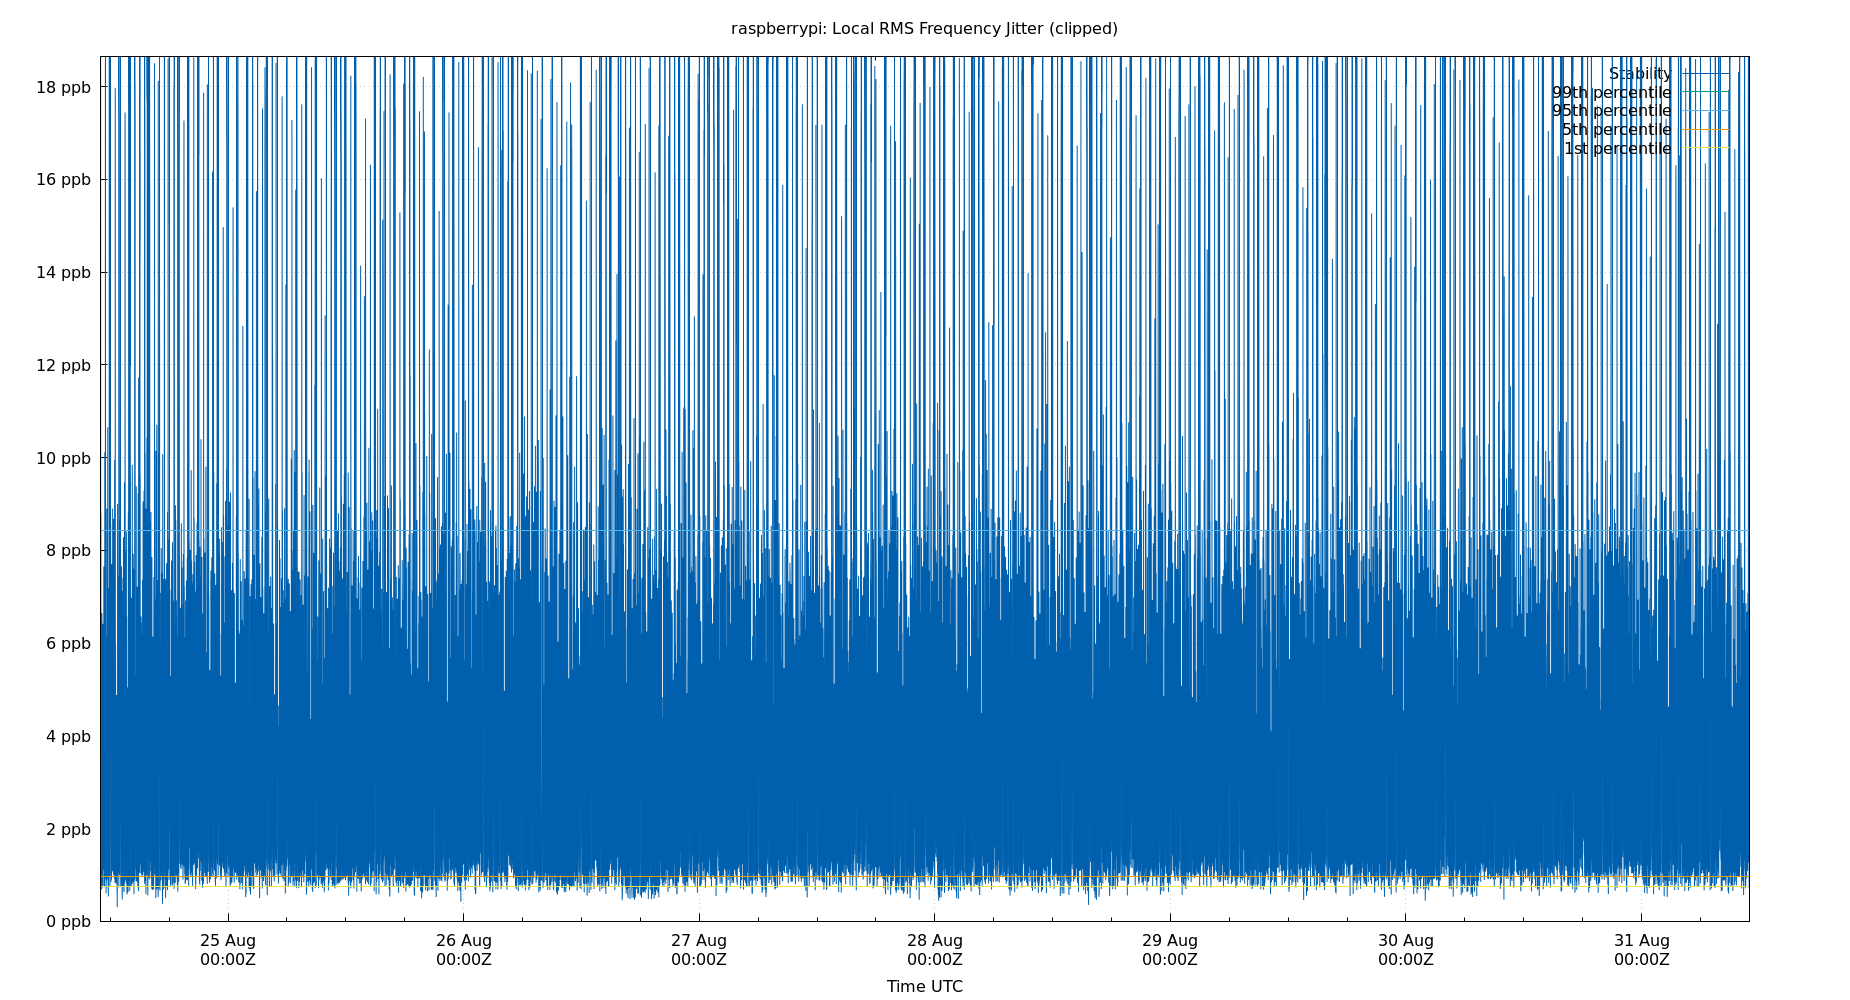 raspberrypi: Local RMS Frequency Jitter (clipped)
18 ppb
16 ppb
14 ppb
12 ppb
10 ppb
8 ppb
6 ppb
4 ppb
2 ppb
0 ppb
Stability
99th percentile
95th percentile
5th percentile
1st percentile
25 Aug 26 Aug 27 Aug 28 Aug 29 Aug 30 Aug 31 Aug
00:00Z 00:00Z 00:00Z 00:00Z 00:00Z 00:00Z 00:00Z
Time UTC